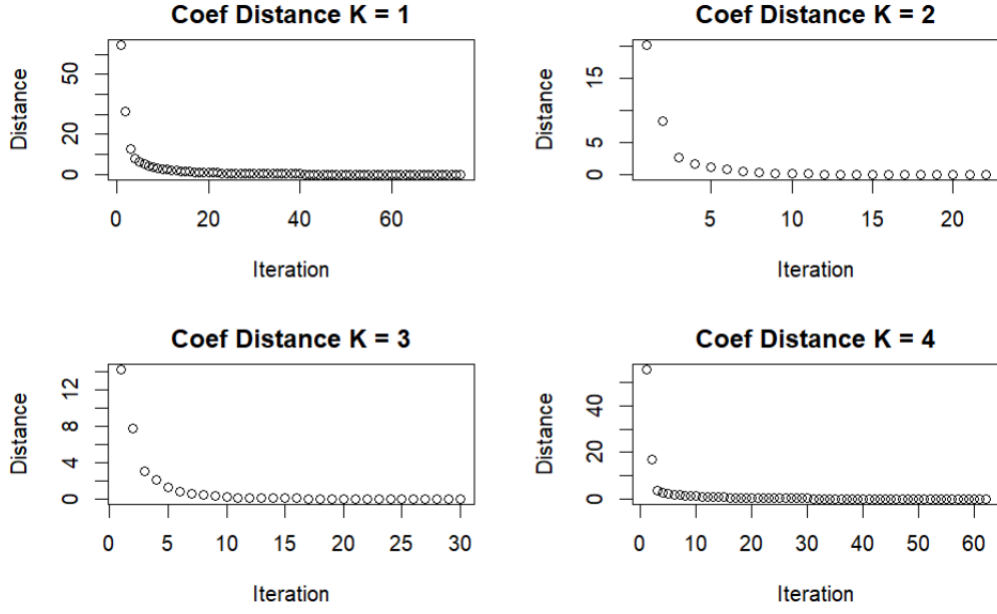 Coef Distance K = 1
Distance
50
20
0
0 20 40 60
Iteration
Coef Distance K = 2
Distance
15
5
0
5 10 15 20
Iteration
Coef Distance K = 3
Distance
12
8
4
0
0 5 10 15 20 25 30
Iteration
Coef Distance K = 4
Distance
40
20
0
0 10 20 30 40 50 60
Iteration